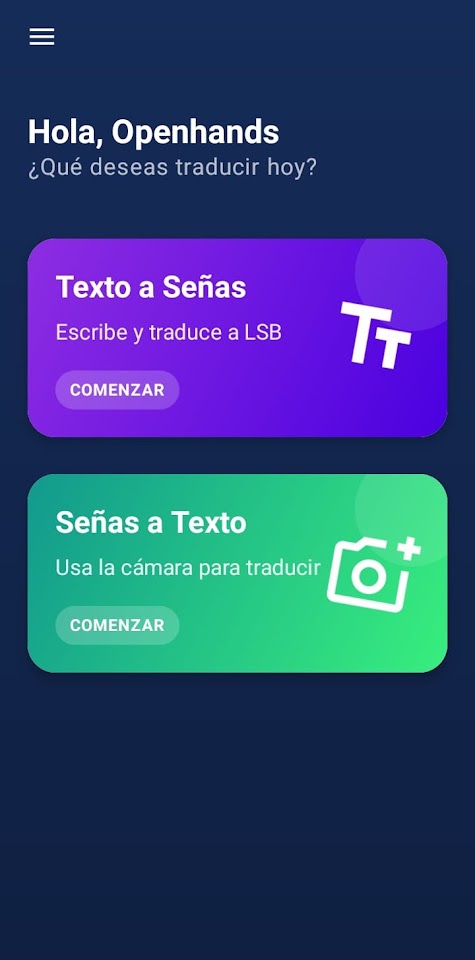 Hola, Openhands
¿Qué deseas traducir hoy?
Texto a Señas
Escribe y traduce a LSB
COMENZAR
Señas a Texto
Usa la cámara para traducir
COMENZAR